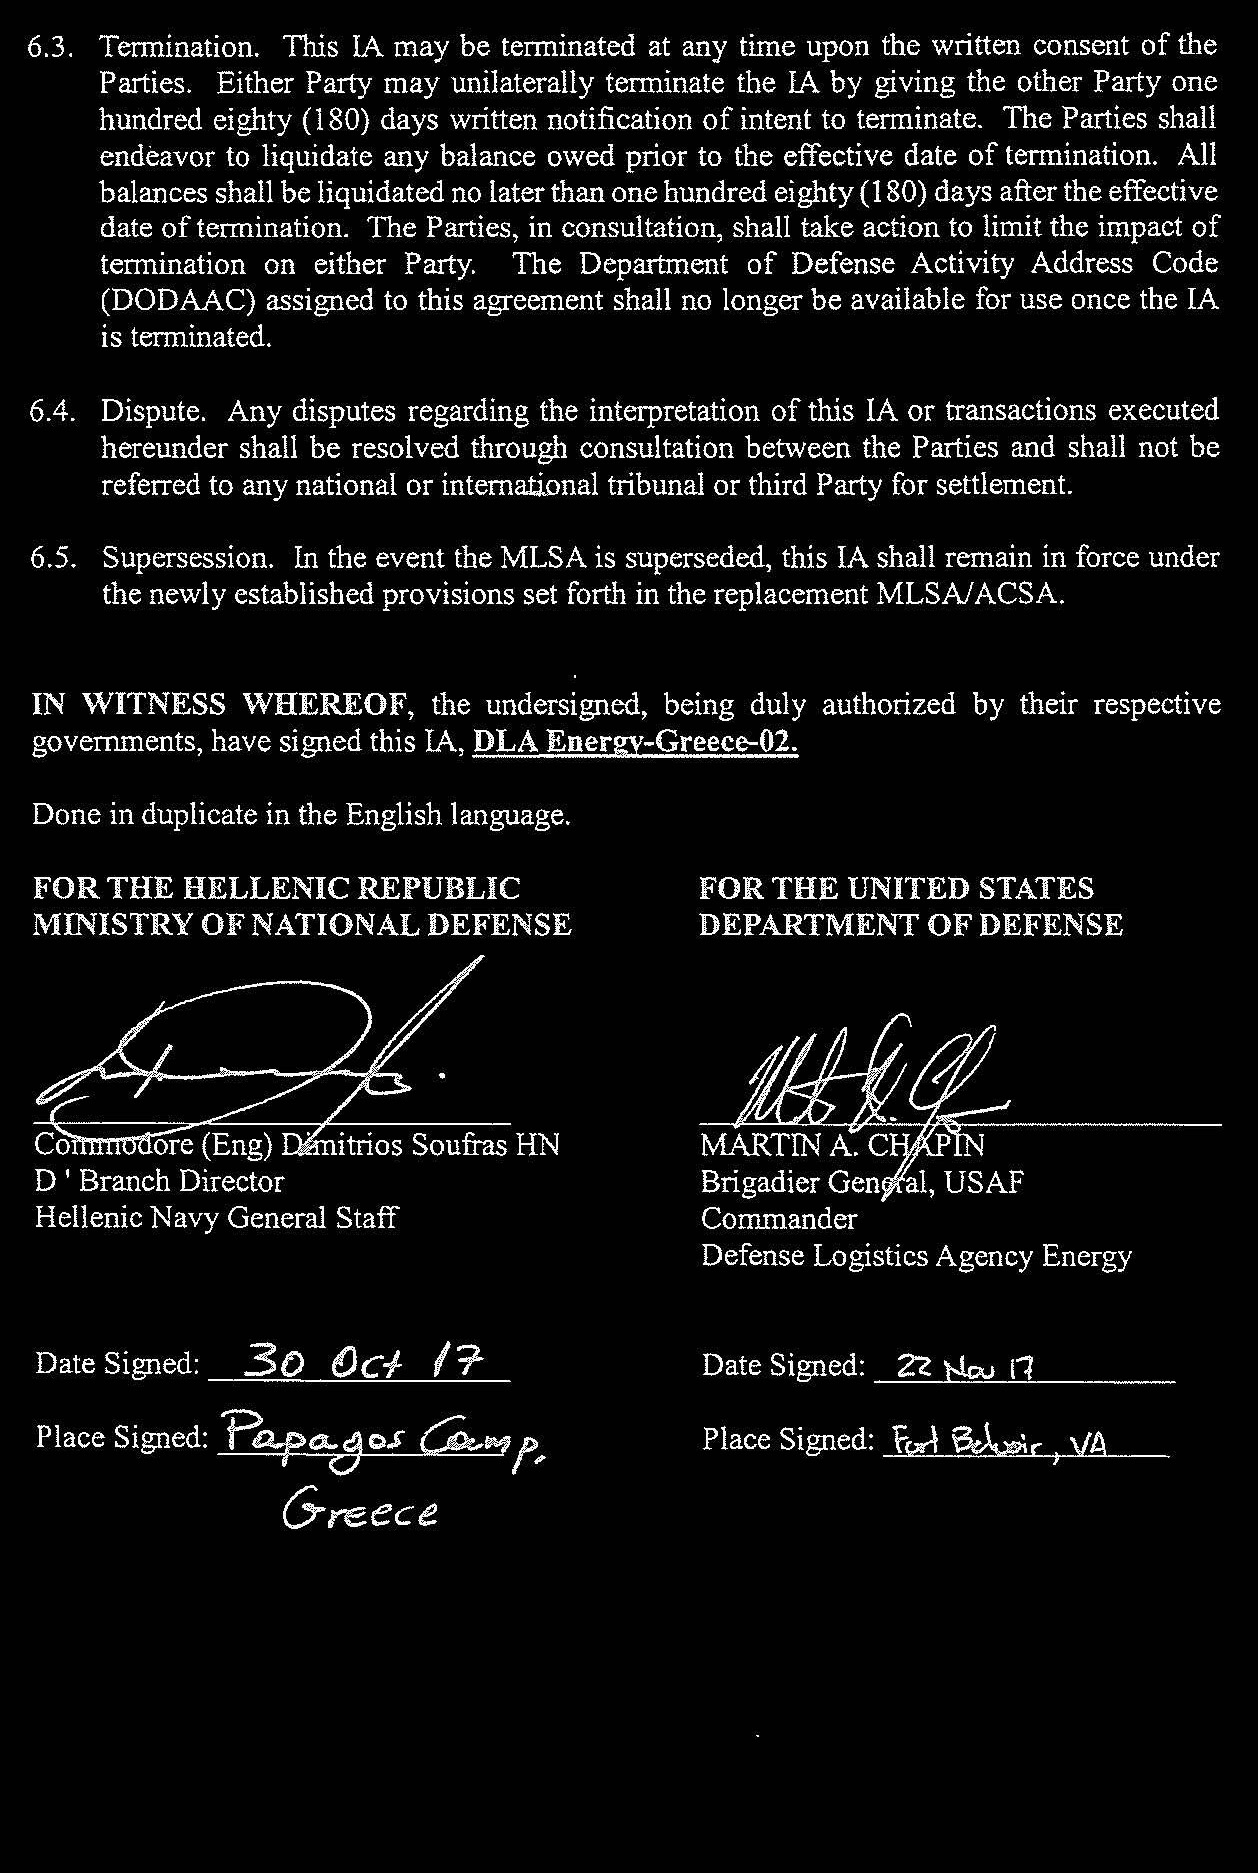 6.3. Termination. This IA may be terminated at any time upon the written consent of the
Parties. Either Party may unilaterally terminate the IA by giving the other Party one
hundred eighty (180) days written notification of intent to terminate. The Parties shall
endeavor to liquidate any balance owed prior to the effective date of termination. All
balances shall be liquidated no later than one hundred eighty (180) days after the effective
date of termination. The Parties, in consultation, shall take action to limit the impact of
termination on either Party. The Department of Defense Activity Address Code
(DODAAC) assigned to this agreement shall no longer be available for use once the IA
is terminated.
6.4. Dispute. Any disputes regarding the interpretation of this IA or transactions executed
hereunder shall be resolved through consultation between the Parties and shall not be
referred to any national or international tribunal or third Party for settlement.
6.5. Supersession. In the event the MLSA is superseded, this IA shall remain in force under
the newly established provisions set forth in the replacement MLSA/ACSA.
IN WITNESS WHEREOF, the undersigned, being duly authorized by their respective
governments, have signed this IA, DLA Energy-Greece-02.
Done in duplicate in the English language.
FOR THE HELLENIC REPUBLIC
MINISTRY OF NATIONAL DEFENSE
Commodore (Eng) Dimitrios Soufras HN
D ' Branch Director
Hellenic Navy General Staff
Date Signed: 30 Oct 17
Place Signed: Papagos Camp,
Greece
FOR THE UNITED STATES
DEPARTMENT OF DEFENSE
MARTIN A. CHAPIN
Brigadier General, USAF
Commander
Defense Logistics Agency Energy
Date Signed: 22 Nov 17
Place Signed: Fort Belvoir, VA